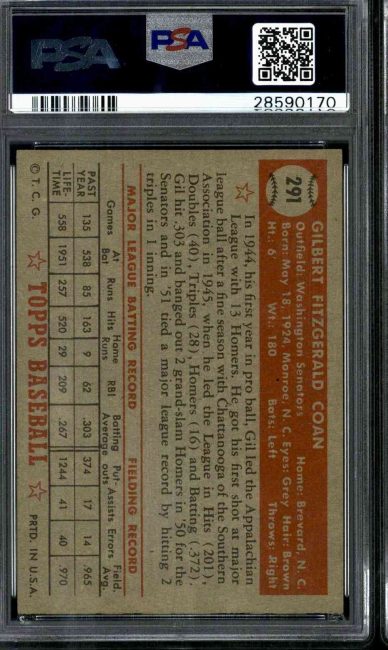 PSA
PSA
28590170
291
GILBERT FITZGERALD COAN
Outfield: Washington Senators Home: Brevard, N. C.
Born: May 18, 1924, Monroe, N. C. Eyes: Grey Hair: Brown
Ht.: 6' Wt.: 180 Bats: Left Throws: Right
In 1944, his first year in pro ball, Gil led the Appalachian
League with 13 Homers. He got his first shot at major
league ball after a fine season with Chattanooga of the Southern
Association in 1945, when he led the League in Hits (201),
Doubles (40), Triples (28), Homers (16) and Batting (.372).
Gil hit .303 and banged out 2 grand-slam Homers in '50 for the
Senators and in '51 tied a major league record by hitting 2
triples in 1 inning.
MAJOR LEAGUE BATTING RECORD FIELDING RECORD
Games At Bat Runs Hits Home Runs RBI Batting Average Put-outs Assists Errors Field. Avg.
PAST YEAR 135 538 85 163 9 62 .303 374 17 14 .965
LIFE-TIME 558 1951 257 520 29 209 .267 1244 41 40 .970
© T. C. G. TOPPS BASEBALL PRTD. IN U.S.A.